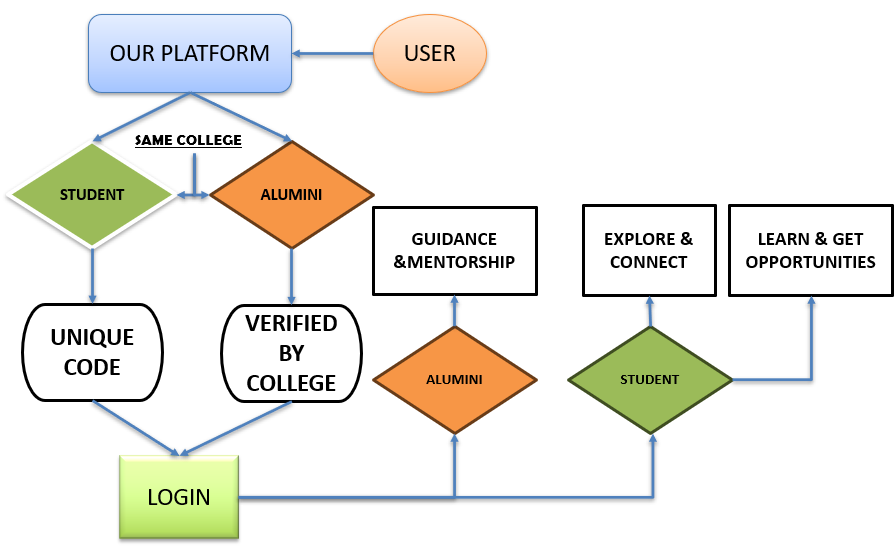 OUR PLATFORM
USER
SAME COLLEGE
STUDENT
ALUMINI
GUIDANCE
&MENTORSHIP
EXPLORE &
CONNECT
LEARN & GET
OPPORTUNITIES
UNIQUE
CODE
VERIFIED
BY
COLLEGE
ALUMINI
STUDENT
LOGIN